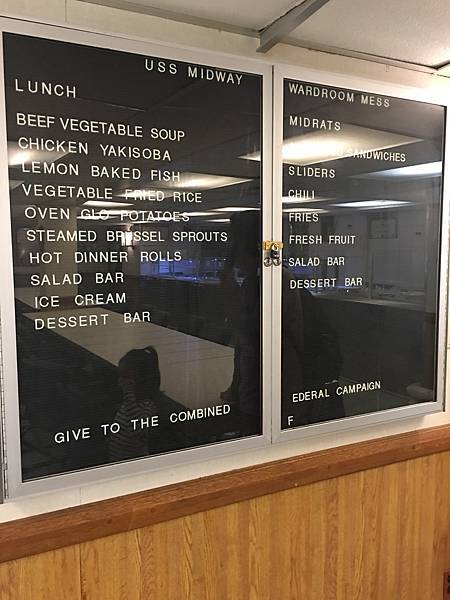 USS MIDWAY
LUNCH
BEEF VEGETABLE SOUP
CHICKEN YAKISOBA
LEMON BAKED FISH
VEGETABLE FRIED RICE
OVEN GLO POTATOES
STEAMED BRUSSEL SPROUTS
HOT DINNER ROLLS
SALAD BAR
ICE CREAM
DESSERT BAR
GIVE TO THE COMBINED
WARDROOM MESS
MIDRATS
SANDWICHES
SLIDERS
CHILI
FRIES
FRESH FRUIT
SALAD BAR
DESSERT BAR
EDERAL CAMPAIGN
F